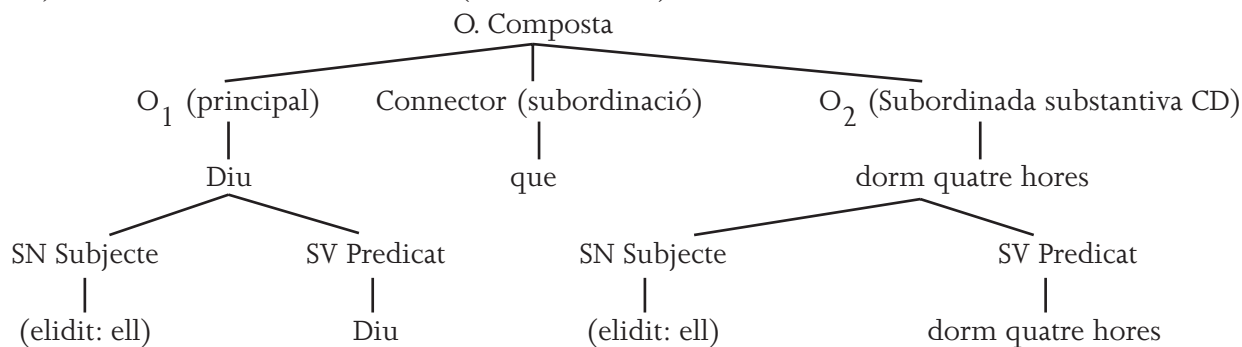 O. Composta
O1 (principal) Connector (subordinació) O2 (Subordinada substantiva CD)
Diu que dorm quatre hores
SN Subjecte SV Predicat SN Subjecte SV Predicat
(elidit: ell) Diu (elidit: ell) dorm quatre hores